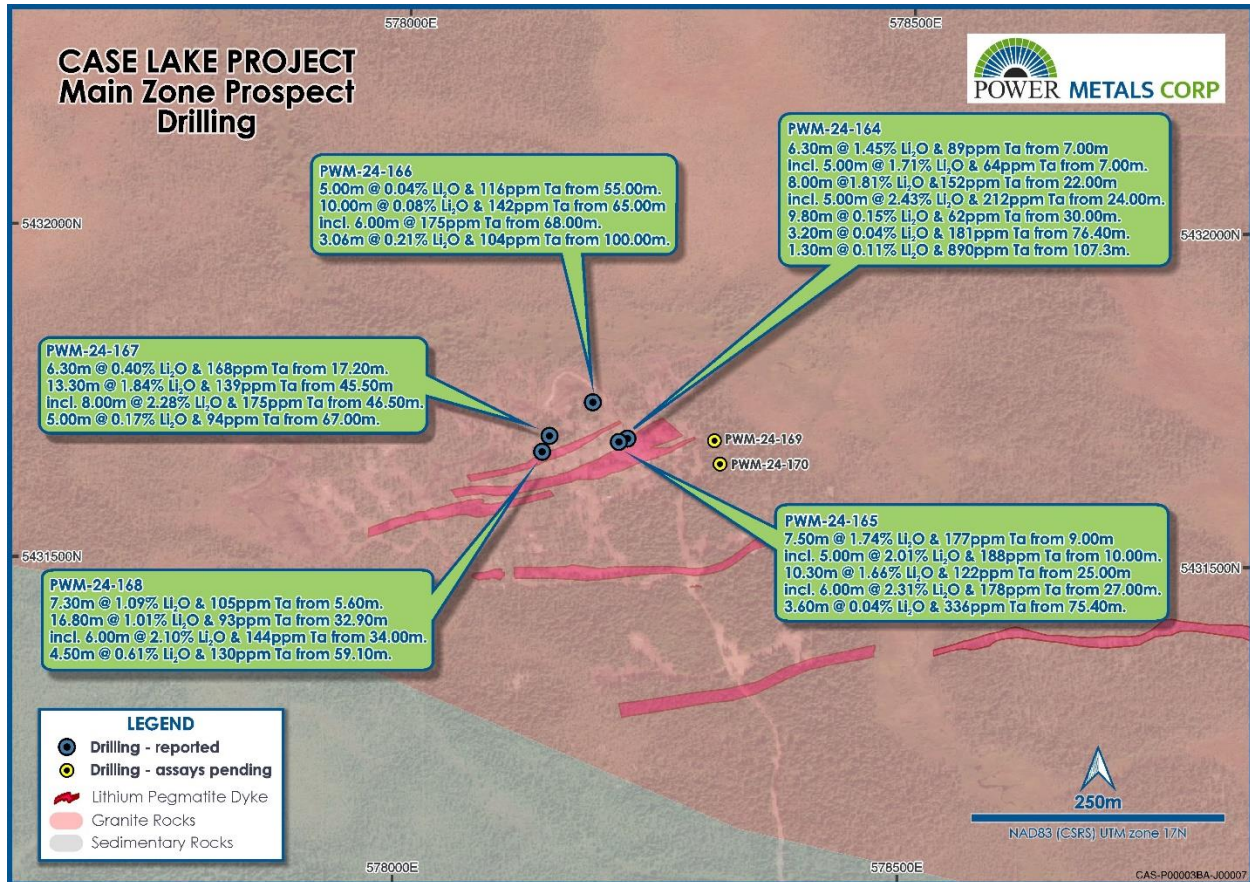 578000E
578500E
CASE LAKE PROJECT
Main Zone Prospect
Drilling
POWER METALS CORP
PWM-24-164
6.30m @ 1.45% Li₂O & 89ppm Ta from 7.00m
Incl. 5.00m @ 1.71% Li₂O & 64ppm Ta from 7.00m.
8.00m @1.81% Li₂O &152ppm Ta from 22.00m
incl. 5.00m @ 2.43% Li₂O & 212ppm Ta from 24.00m.
9.80m @ 0.15% Li₂O & 62ppm Ta from 30.00m.
3.20m @ 0.04% Li₂O & 181ppm Ta from 76.40m.
1.30m @ 0.11% Li₂O & 890ppm Ta from 107.3m.
PWM-24-166
5.00m @ 0.04% Li₂O & 116ppm Ta from 55.00m.
10.00m @ 0.08% Li₂O & 142ppm Ta from 65.00m
incl. 6.00m @ 175ppm Ta from 68.00m.
3.06m @ 0.21% Li₂O & 104ppm Ta from 100.00m.
5432000N
5432000N
PWM-24-167
6.30m @ 0.40% Li₂O & 168ppm Ta from 17.20m.
13.30m @ 1.84% Li₂O & 139ppm Ta from 45.50m
incl. 8.00m @ 2.28% Li₂O & 175ppm Ta from 46.50m.
5.00m @ 0.17% Li₂O & 94ppm Ta from 67.00m.
PWM-24-169
PWM-24-170
PWM-24-165
7.50m @ 1.74% Li₂O & 177ppm Ta from 9.00m
incl. 5.00m @ 2.01% Li₂O & 188ppm Ta from 10.00m.
10.30m @ 1.66% Li₂O & 122ppm Ta from 25.00m
incl. 6.00m @ 2.31% Li₂O & 178ppm Ta from 27.00m.
3.60m @ 0.04% Li₂O & 336ppm Ta from 75.40m.
5431500N
5431500N
PWM-24-168
7.30m @ 1.09% Li₂O & 105ppm Ta from 5.60m.
16.80m @ 1.01% Li₂O & 93ppm Ta from 32.90m
incl. 6.00m @ 2.10% Li₂O & 144ppm Ta from 34.00m.
4.50m @ 0.61% Li₂O & 130ppm Ta from 59.10m.
LEGEND
Drilling - reported
Drilling - assays pending
Lithium Pegmatite Dyke
Granite Rocks
Sedimentary Rocks
250m
NAD83 (CSRS) UTM zone 17N
578000E
578500E
CAS-P00003BA-J00007